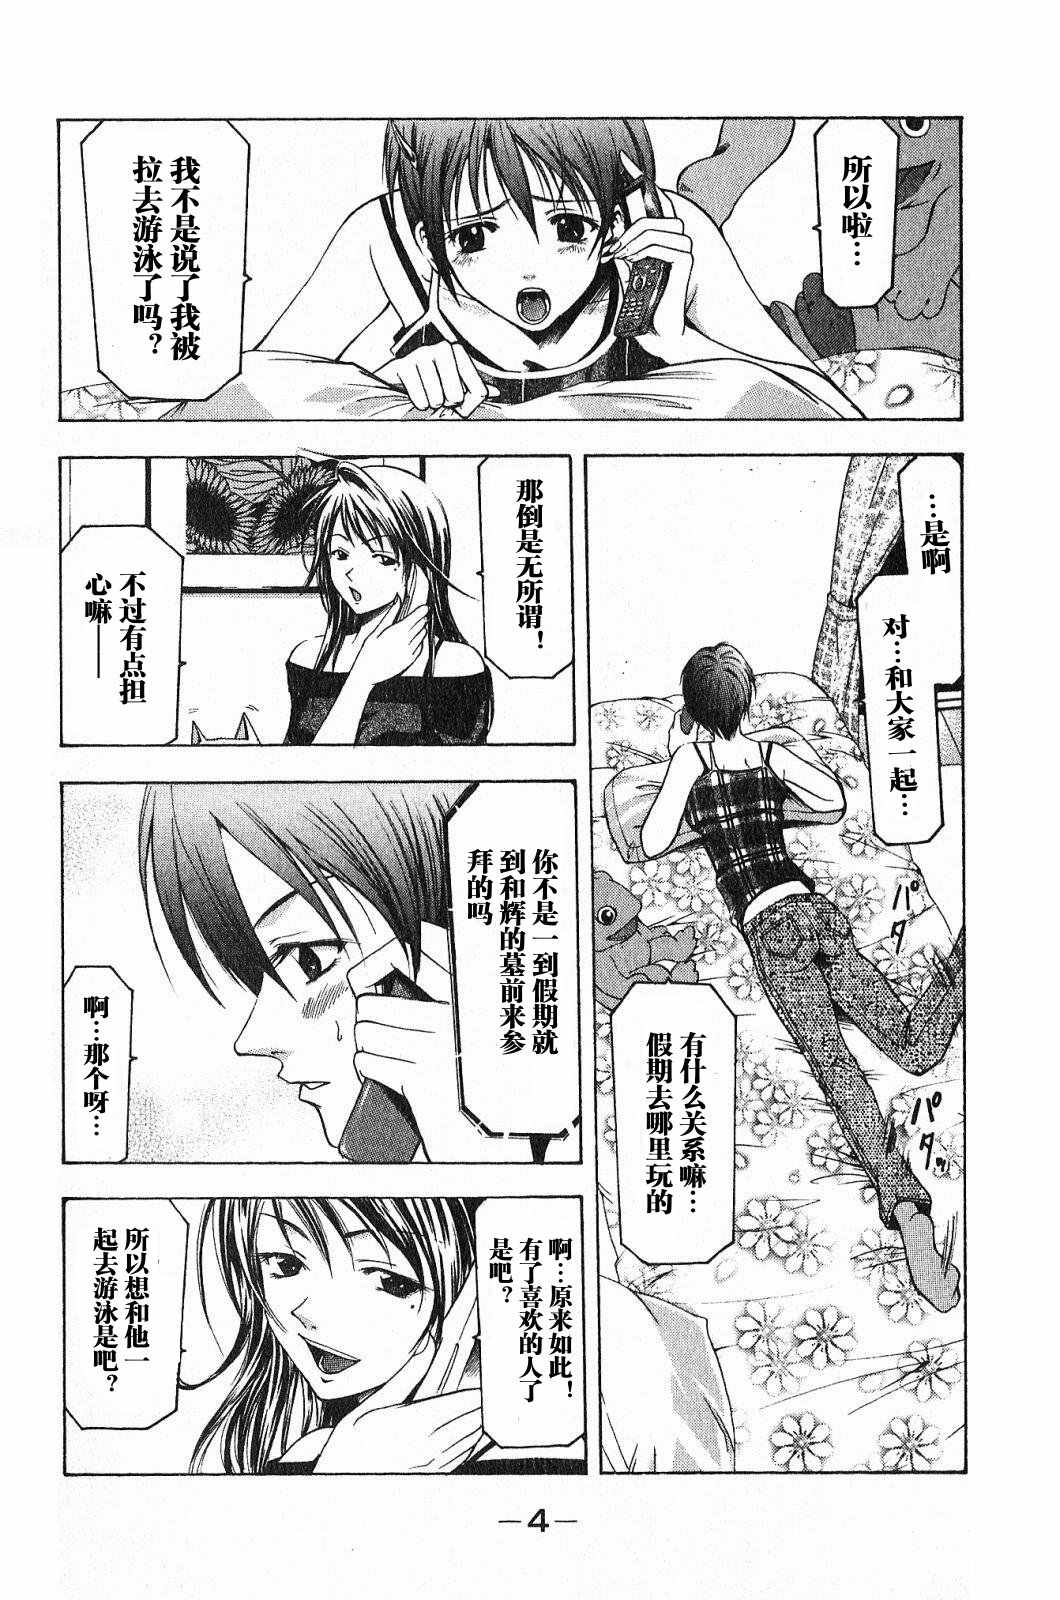 所以啦…
我不是说了我被
拉去游泳了吗?
…是啊
对…和大家一起…
有什么关系嘛…
假期去哪里玩的
パタ
パタッ
那倒是无所谓!
不过有点担
心嘛——
你不是一到假期就
到和辉的墓前来参
拜的吗
啊…那个呀…
啊…原来如此!
有了喜欢的人了
是吧?
所以想和他一
起去游泳是吧?
—4—